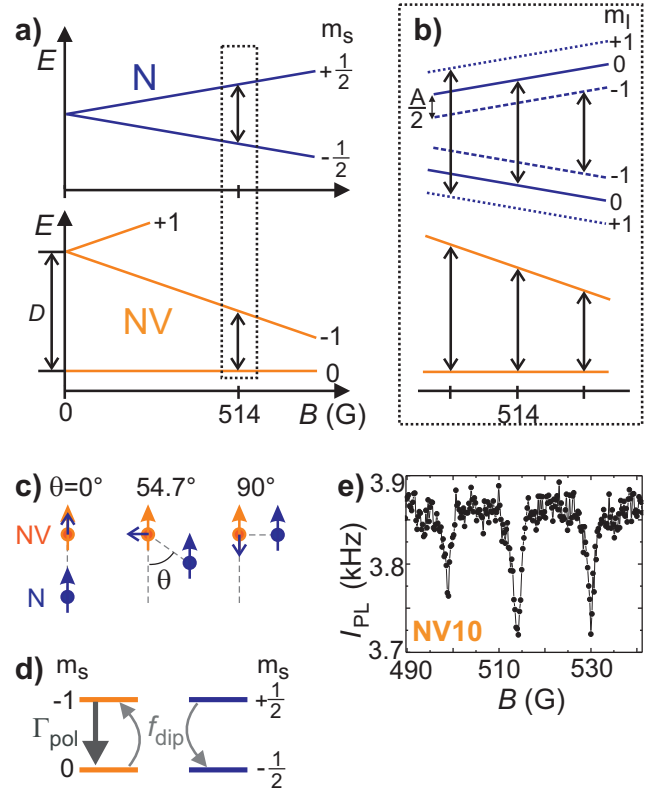 a)
E
N
m_s
+1/2
-1/2
E
+1
D
NV
-1
0
0
514
B (G)
b)
m_I
+1
0
-1
A/2
-1
0
+1
514
c) θ=0° 54.7° 90°
NV
θ
N
d) m_s m_s
-1 +1/2
Γ_pol f_dip
0 -1/2
e)
3.9
3.8
3.7
I_PL (kHz)
NV10
490 510 530
B (G)